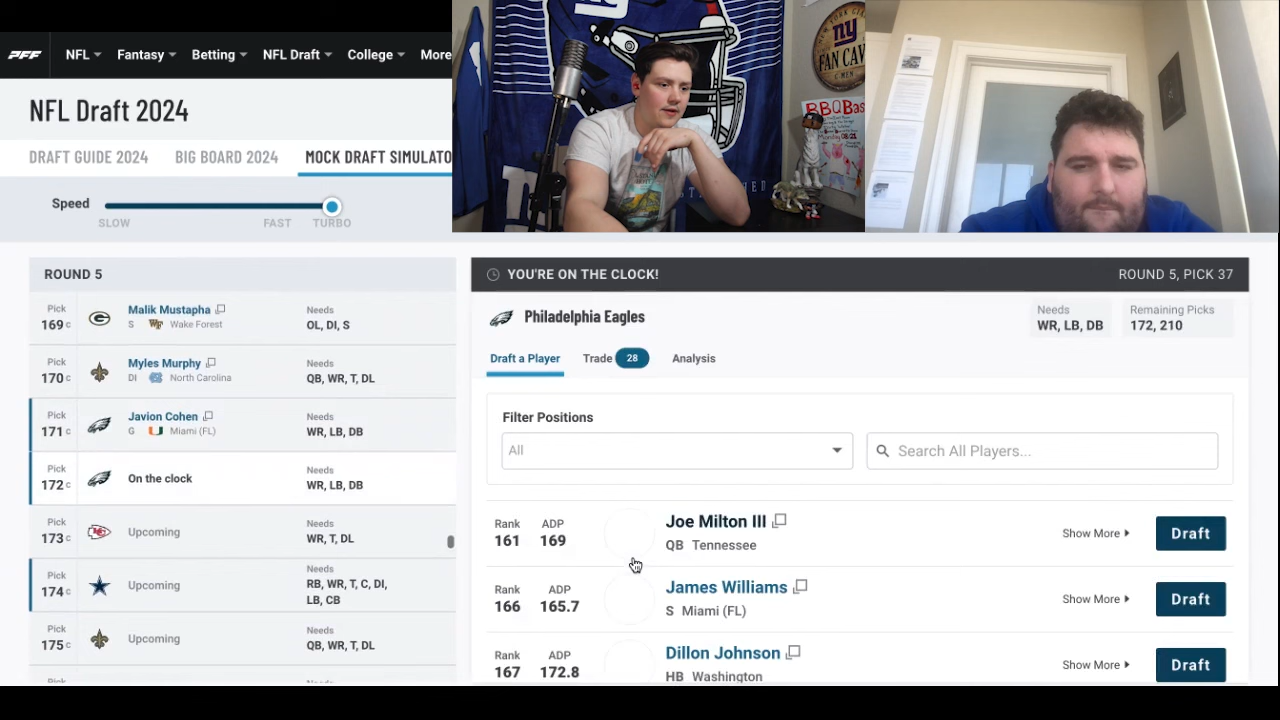 PFF NFL Fantasy Betting NFL Draft College More
NFL Draft 2024
DRAFT GUIDE 2024 BIG BOARD 2024 MOCK DRAFT SIMULATO
Speed
SLOW FAST TURBO
ny
FAN CAV
BBQ Bas
Monday 08/21
ROUND 5
Pick 169 c Malik Mustapha S WF Wake Forest Needs OL, DI, S
Pick 170 c Myles Murphy DI NC North Carolina Needs QB, WR, T, DL
Pick 171 c Javion Cohen G Miami (FL) Needs WR, LB, DB
Pick 172 c On the clock Needs WR, LB, DB
Pick 173 c Upcoming Needs WR, T, DL
Pick 174 c Upcoming Needs RB, WR, T, C, DI, LB, CB
Pick 175 c Upcoming Needs QB, WR, T, DL
YOU'RE ON THE CLOCK! ROUND 5, PICK 37
Philadelphia Eagles
Needs WR, LB, DB
Remaining Picks 172, 210
Draft a Player Trade 28 Analysis
Filter Positions
All Search All Players...
Rank 161 ADP 169 Joe Milton III QB Tennessee Show More Draft
Rank 166 ADP 165.7 James Williams S Miami (FL) Show More Draft
Rank 167 ADP 172.8 Dillon Johnson HB Washington Show More Draft